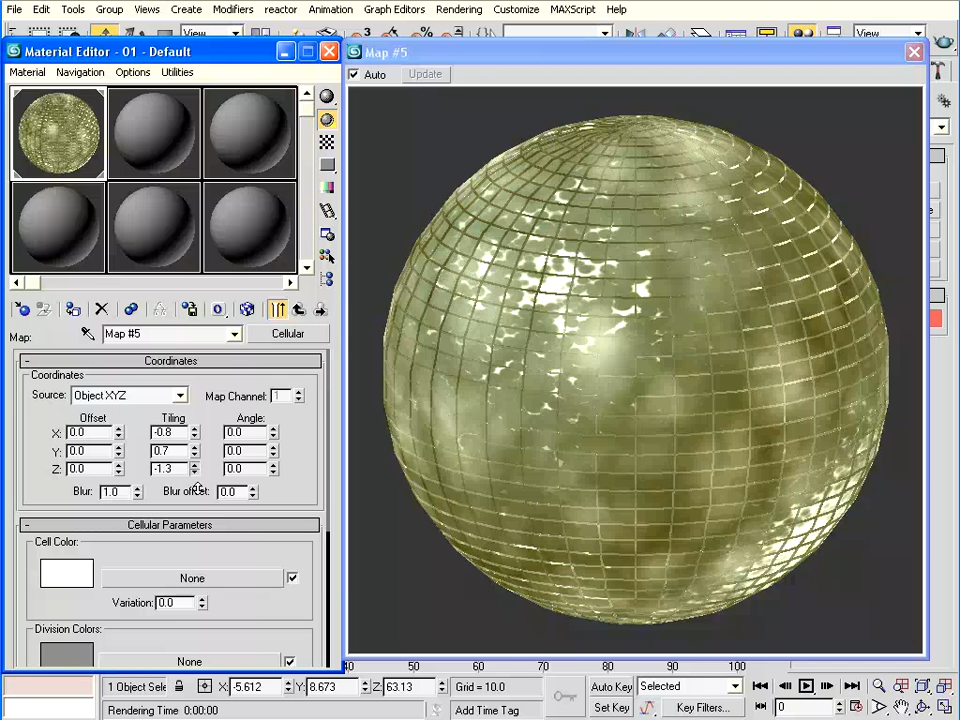 File Edit Tools Group Views Create Modifiers reactor Animation Graph Editors Rendering Customize MAXScript Help
View
View
Material Editor - 01 - Default
Map #5
Material Navigation Options Utilities
Auto Update
Map: Map #5 Cellular
- Coordinates
Coordinates
Source: Object XYZ Map Channel: 1
Offset Tiling Angle:
X: 0.0 -0.8 0.0
Y: 0.0 0.7 0.0
Z: 0.0 -1.3 0.0
Blur: 1.0 Blur offset: 0.0
- Cellular Parameters
Cell Color:
None
Variation: 0.0
Division Colors:
None
40 50 60 70 80 90 100
1 Object Sele X: -5.612 Y: 8.673 Z: 63.13 Grid = 10.0 Auto Key Selected
Rendering Time 0:00:00 Add Time Tag Set Key Key Filters... 0